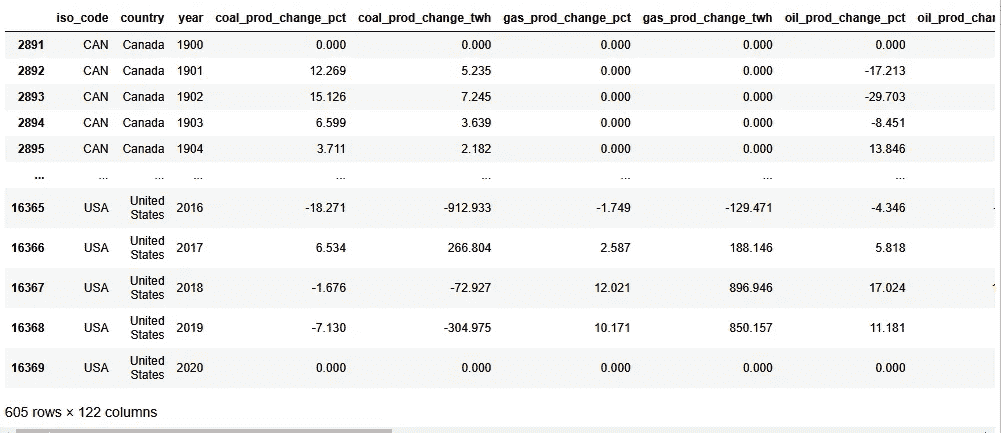 iso_code country year coal_prod_change_pct coal_prod_change_twh gas_prod_change_pct gas_prod_change_twh oil_prod_change_pct
2891 CAN Canada 1900 0.000 0.000 0.000 0.000 0.000
2892 CAN Canada 1901 12.269 5.235 0.000 0.000 -17.213
2893 CAN Canada 1902 15.126 7.245 0.000 0.000 -29.703
2894 CAN Canada 1903 6.599 3.639 0.000 0.000 -8.451
2895 CAN Canada 1904 3.711 2.182 0.000 0.000 13.846
... ... ... ... ... ... ... ... ...
16365 USA United States 2016 -18.271 -912.933 -1.749 -129.471 -4.346
16366 USA United States 2017 6.534 266.804 2.587 188.146 5.818
16367 USA United States 2018 -1.676 -72.927 12.021 896.946 17.024
16368 USA United States 2019 -7.130 -304.975 10.171 850.157 11.181
16369 USA United States 2020 0.000 0.000 0.000 0.000 0.000
605 rows × 122 columns